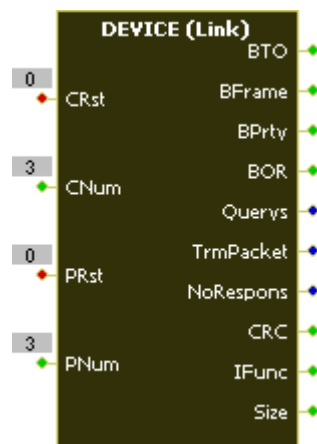 DEVICE (Link)
BTO
0
CRst
BFrame
BPrty
3
CNum
BOR
Querys
0
PRst
TrmPacket
NoRespons
3
PNum
CRC
IFunc
Size